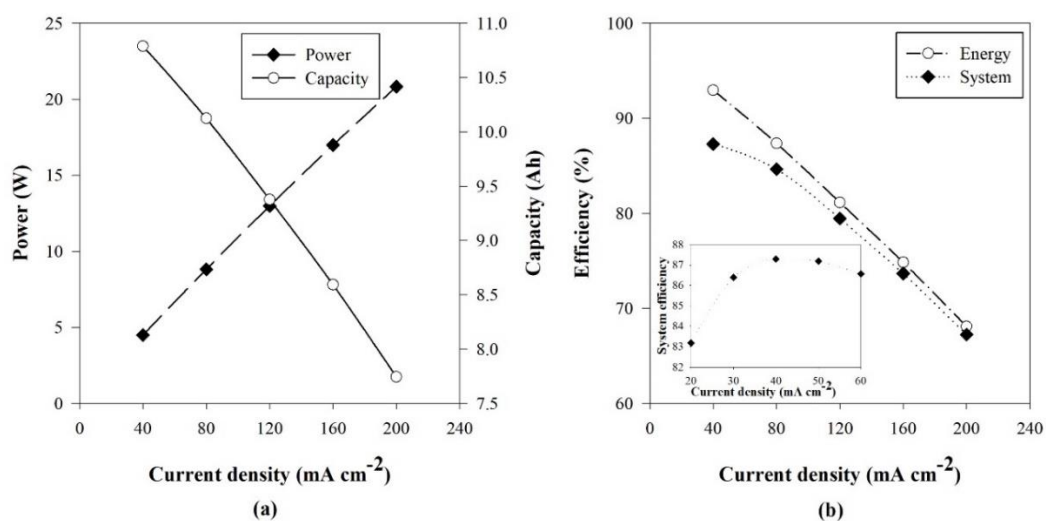 25
20
15
10
5
0
Power (W)
11.0
10.5
10.0
9.5
9.0
8.5
8.0
7.5
Capacity (Ah)
Power
Capacity
0 40 80 120 160 200 240
Current density (mA cm-2)
(a)
100
90
80
70
60
Efficiency (%)
Energy
System
88
87
86
85
84
83
82
System efficiency
20 30 40 50 60
Current density (mA cm-2)
0 40 80 120 160 200 240
Current density (mA cm-2)
(b)